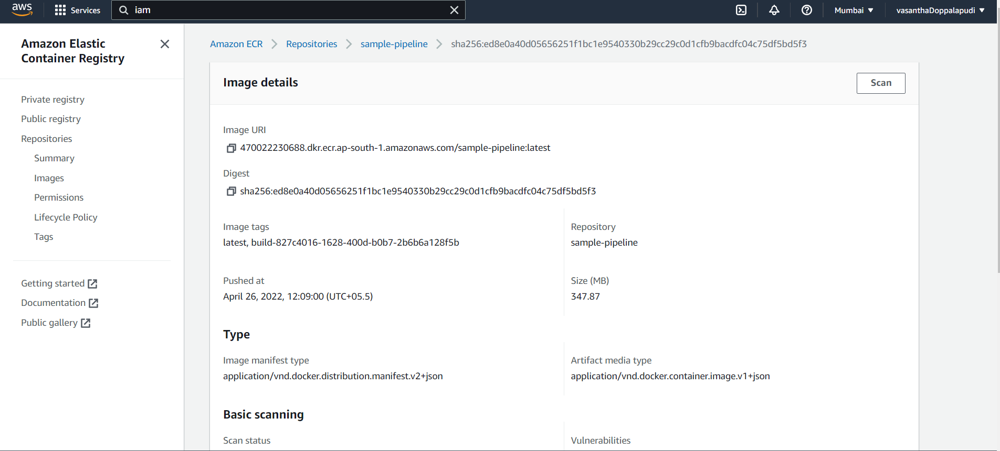 aws Services iam Mumbai ▼ vasanthaDoppalapudi ▼
Amazon Elastic
Container Registry
Private registry
Public registry
Repositories
Summary
Images
Permissions
Lifecycle Policy
Tags
Getting started
Documentation
Public gallery
Amazon ECR > Repositories > sample-pipeline > sha256:ed8e0a40d05656251f1bc1e9540330b29cc29c0d1cfb9bacdfc04c75df5bd5f3
Image details
Scan
Image URI
470022230688.dkr.ecr.ap-south-1.amazonaws.com/sample-pipeline:latest
Digest
sha256:ed8e0a40d05656251f1bc1e9540330b29cc29c0d1cfb9bacdfc04c75df5bd5f3
Image tags
latest, build-827c4016-1628-400d-b0b7-2b6b6a128f5b
Repository
sample-pipeline
Pushed at
April 26, 2022, 12:09:00 (UTC+05.5)
Size (MB)
347.87
Type
Image manifest type
application/vnd.docker.distribution.manifest.v2+json
Artifact media type
application/vnd.docker.container.image.v1+json
Basic scanning
Scan status
Vulnerabilities